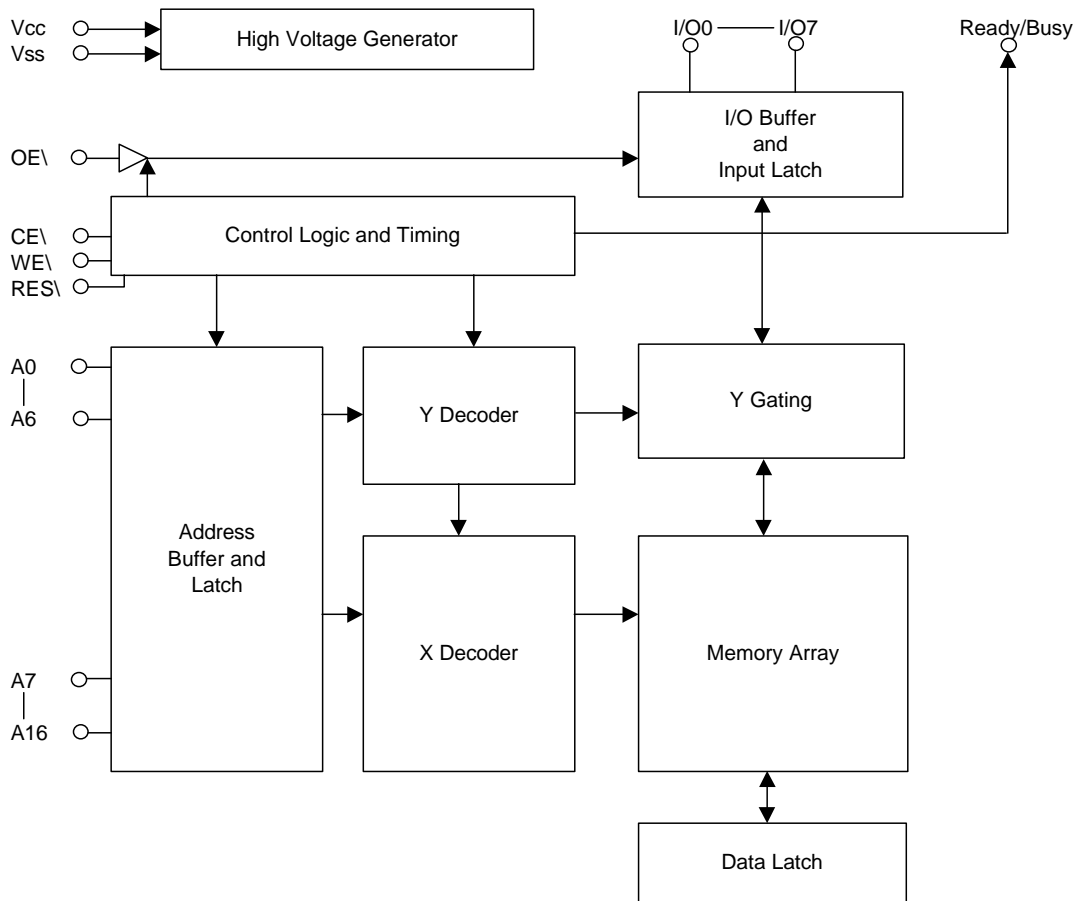 Vcc
Vss
High Voltage Generator
I/O0
I/O7
Ready/Busy
OE\
I/O Buffer
and
Input Latch
CE\
WE\
RES\
Control Logic and Timing
A0
A6
Y Decoder
Y Gating
Address
Buffer and
Latch
X Decoder
Memory Array
A7
A16
Data Latch